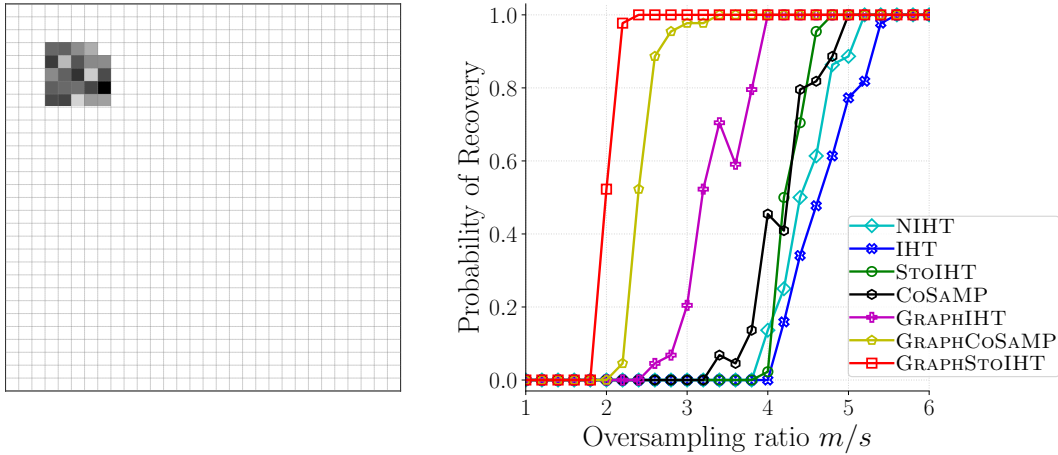 1.0
0.8
0.6
0.4
0.2
0.0
Probability of Recovery
NIHT
IHT
StoIHT
CoSaMP
GraphIHT
GraphCoSaMP
GraphStoIHT
1 2 3 4 5 6
Oversampling ratio m/s